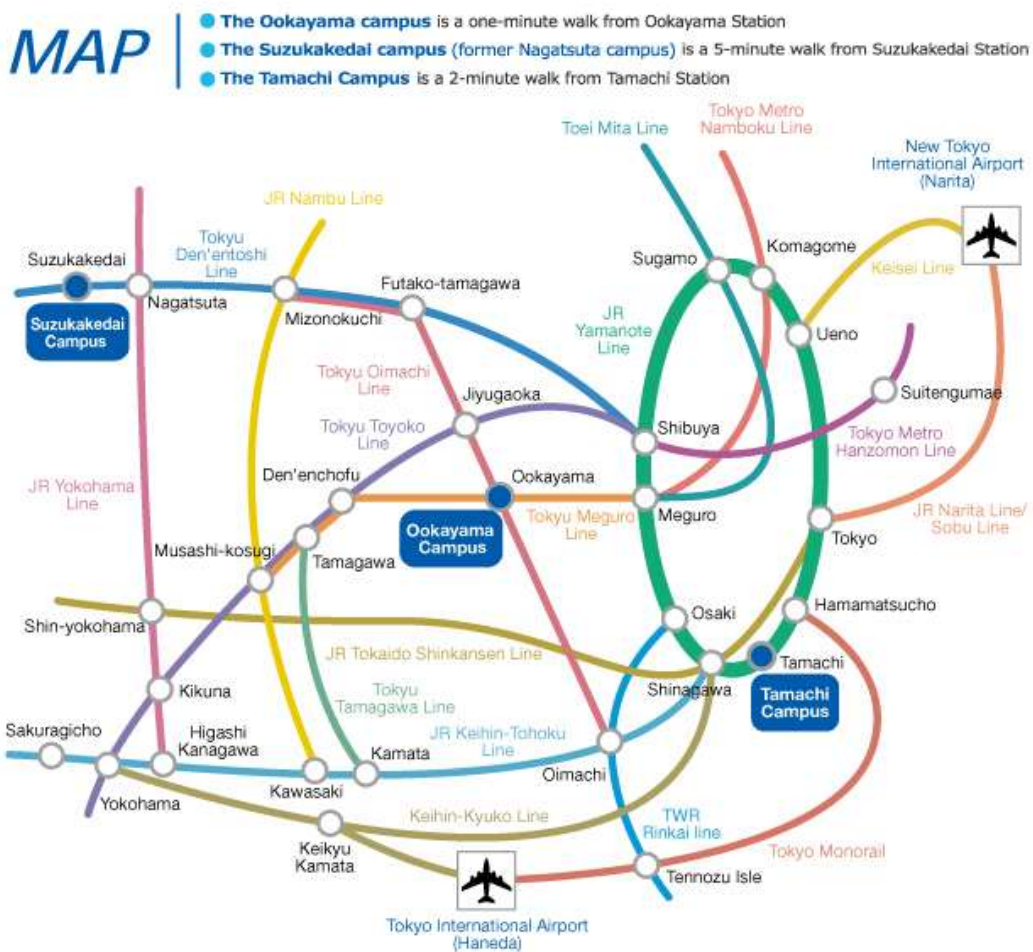 MAP
The Ookayama campus is a one-minute walk from Ookayama Station
The Suzukakedai campus (former Nagatsuta campus) is a 5-minute walk from Suzukakedai Station
The Tamachi Campus is a 2-minute walk from Tamachi Station
Tokyo Metro
Namboku Line
Toei Mita Line
New Tokyo
International Airport
(Narita)
JR Nambu Line
Tokyu
Den'entoshi
Line
Suzukakedai
Komagome
Sugamo
Keisei Line
Futako-tamagawa
Nagatsuta
Mizonokuchi
Suzukakedai
Campus
JR
Yamanote
Line
Ueno
Tokyu Oimachi
Line
Jiyugaoka
Suitengumae
Tokyu Toyoko
Line
Shibuya
Tokyo Metro
Hanzomon Line
Den'enchofu
Ookayama
JR Yokohama
Line
Tokyu Meguro
Line
Meguro
JR Narita Line/
Sobu Line
Ookayama
Campus
Tokyo
Musashi-kosugi
Tamagawa
Osaki
Hamamatsucho
Shin-yokohama
JR Tokaido Shinkansen Line
Tamachi
Shinagawa
Kikuna
Tokyu
Tamagawa Line
Tamachi
Campus
Sakuragicho
Higashi
Kanagawa
JR Keihin-Tohoku
Line
Kamata
Oimachi
Yokohama
Kawasaki
Keihin-Kyuko Line
TWR
Rinkai line
Keikyu
Kamata
Tokyo Monorail
Tennozu Isle
Tokyo International Airport
(Haneda)